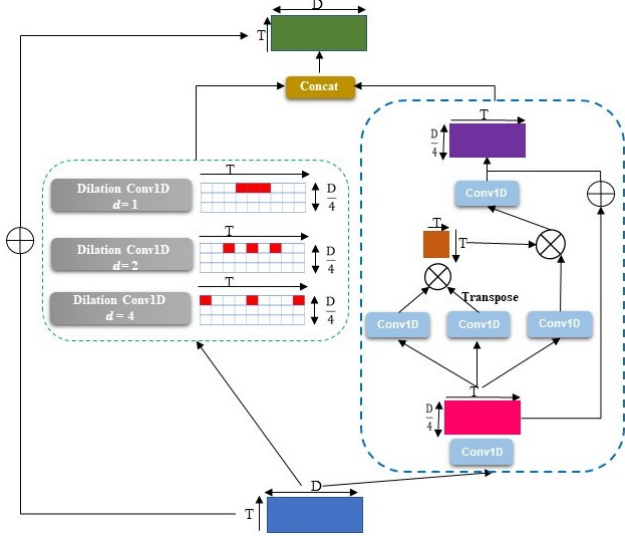 D
T
Concat
T
D
4
T
Dilation Conv1D
d = 1
D
4
Conv1D
T
Dilation Conv1D
d = 2
D
4
T
T
T
Dilation Conv1D
d = 4
D
4
Transpose
Conv1D
Conv1D
Conv1D
T
D
4
Conv1D
D
T